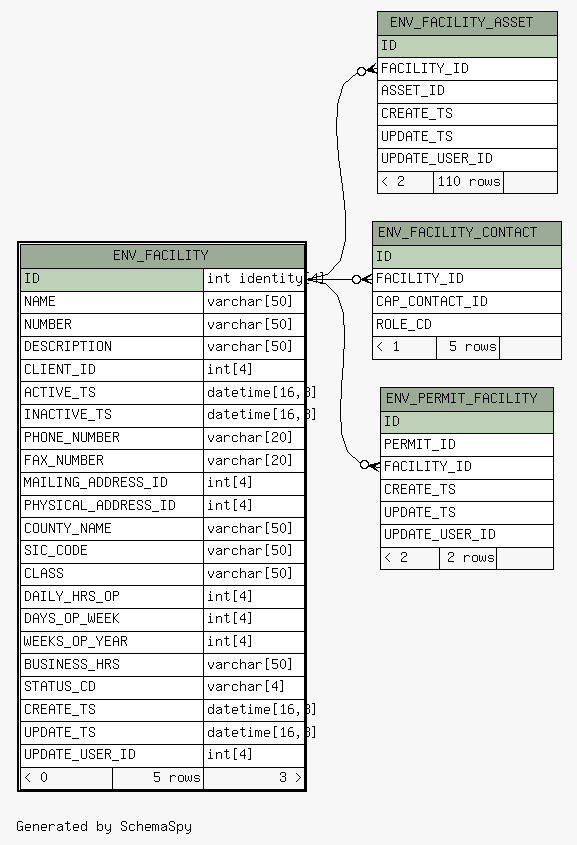 ENV_FACILITY_ASSET
ID
FACILITY_ID
ASSET_ID
CREATE_TS
UPDATE_TS
UPDATE_USER_ID
< 2 110 rows
ENV_FACILITY_CONTACT
ID
FACILITY_ID
CAP_CONTACT_ID
ROLE_CD
< 1 5 rows
ENV_PERMIT_FACILITY
ID
PERMIT_ID
FACILITY_ID
CREATE_TS
UPDATE_TS
UPDATE_USER_ID
< 2 2 rows
ENV_FACILITY
ID int identity[4]
NAME varchar[50]
NUMBER varchar[50]
DESCRIPTION varchar[50]
CLIENT_ID int[4]
ACTIVE_TS datetime[16,3]
INACTIVE_TS datetime[16,3]
PHONE_NUMBER varchar[20]
FAX_NUMBER varchar[20]
MAILING_ADDRESS_ID int[4]
PHYSICAL_ADDRESS_ID int[4]
COUNTY_NAME varchar[50]
SIC_CODE varchar[50]
CLASS varchar[50]
DAILY_HRS_OP int[4]
DAYS_OP_WEEK int[4]
WEEKS_OP_YEAR int[4]
BUSINESS_HRS varchar[50]
STATUS_CD varchar[4]
CREATE_TS datetime[16,3]
UPDATE_TS datetime[16,3]
UPDATE_USER_ID int[4]
< 0 5 rows 3 >
Generated by SchemaSpy